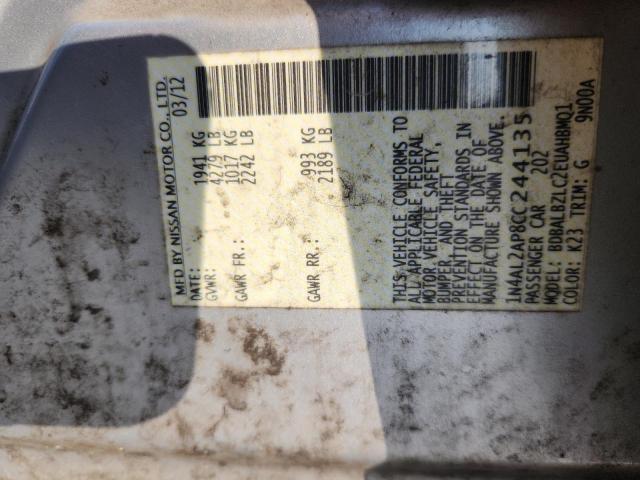 MFD BY NISSAN MOTOR CO., LTD.
DATE: 03/12
GVWR: 1941 KG
4279 LB
GAWR FR.: 1017 KG
2242 LB
GAWR RR.: 993 KG
2189 LB
THIS VEHICLE CONFORMS TO
ALL APPLICABLE FEDERAL
MOTOR VEHICLE SAFETY,
BUMPER, AND THEFT
PREVENTION STANDARDS IN
EFFECT ON THE DATE OF
MANUFACTURE SHOWN ABOVE.
1N4AL2AP8CC244135
PASSENGER CAR 202
MODEL: BDBALBZLC2EUAHBMQ1
COLOR: K23 TRIM: G 9N00A